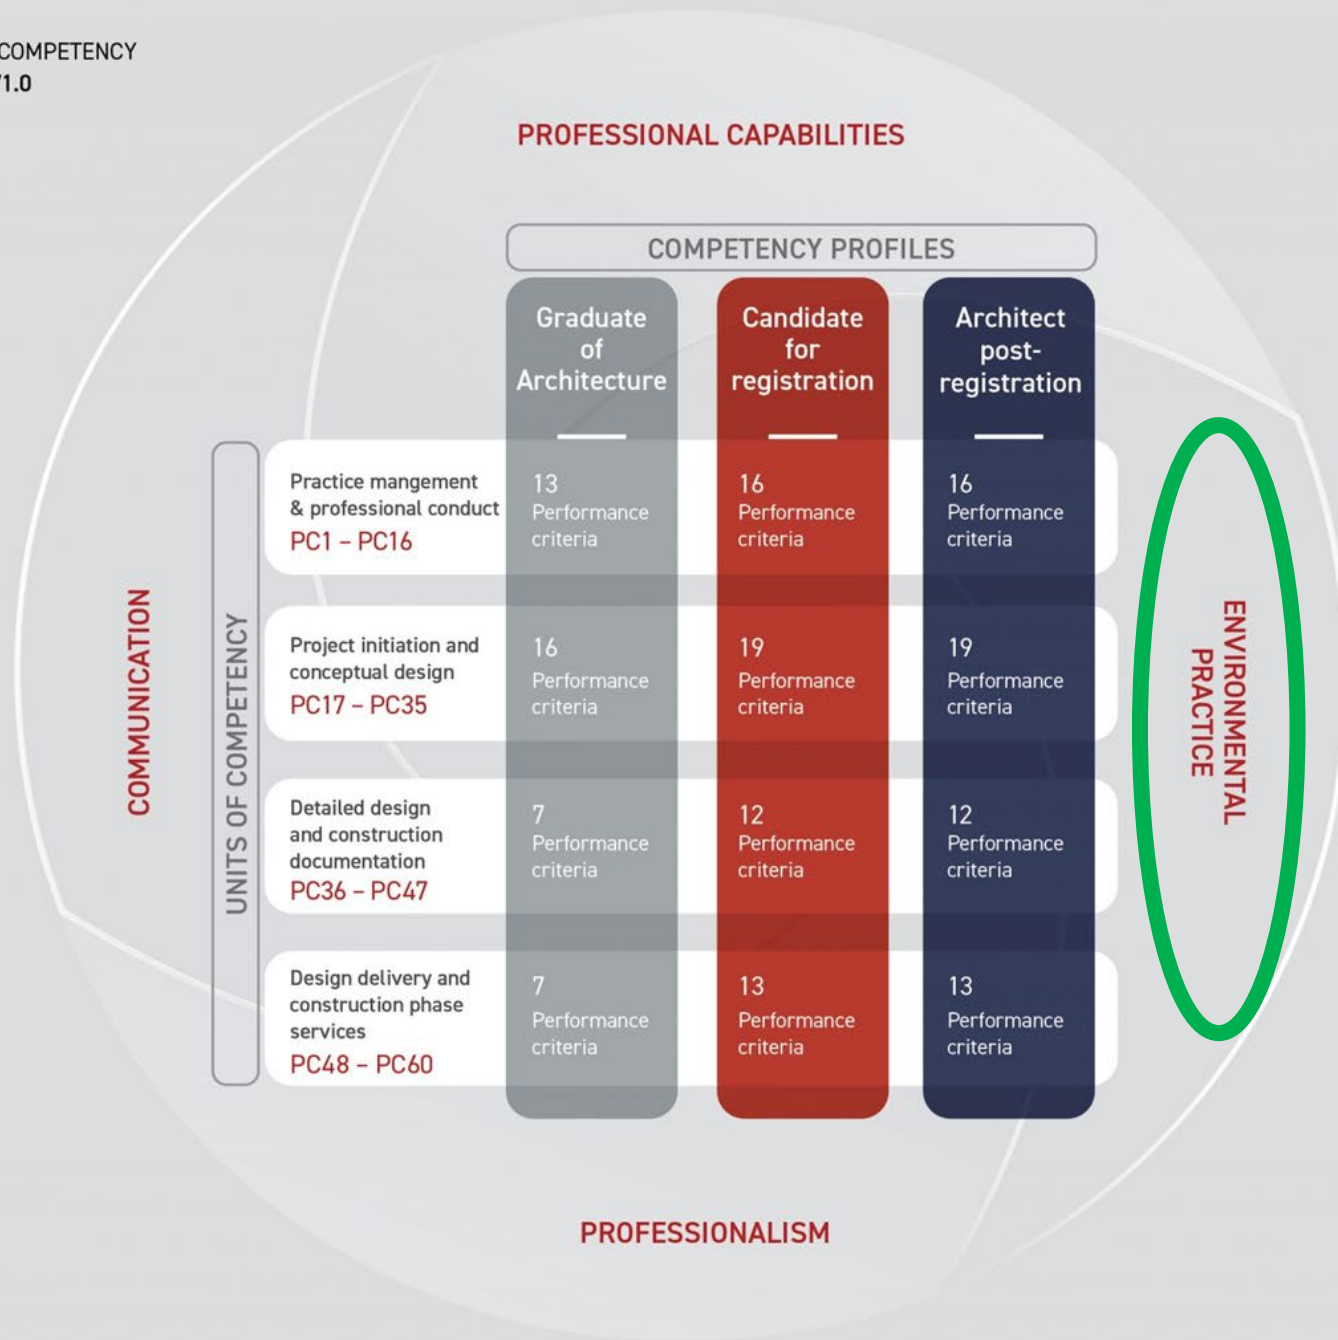 COMPETENCY
1.0
PROFESSIONAL CAPABILITIES
COMPETENCY PROFILES
Graduate
of
Architecture
Candidate
for
registration
Architect
post-
registration
COMMUNICATION
UNITS OF COMPETENCY
Practice mangement
& professional conduct
PC1 – PC16
13
Performance
criteria
16
Performance
criteria
16
Performance
criteria
Project initiation and
conceptual design
PC17 – PC35
16
Performance
criteria
19
Performance
criteria
19
Performance
criteria
Detailed design
and construction
documentation
PC36 – PC47
7
Performance
criteria
12
Performance
criteria
12
Performance
criteria
Design delivery and
construction phase
services
PC48 – PC60
7
Performance
criteria
13
Performance
criteria
13
Performance
criteria
ENVIRONMENTAL
PRACTICE
PROFESSIONALISM